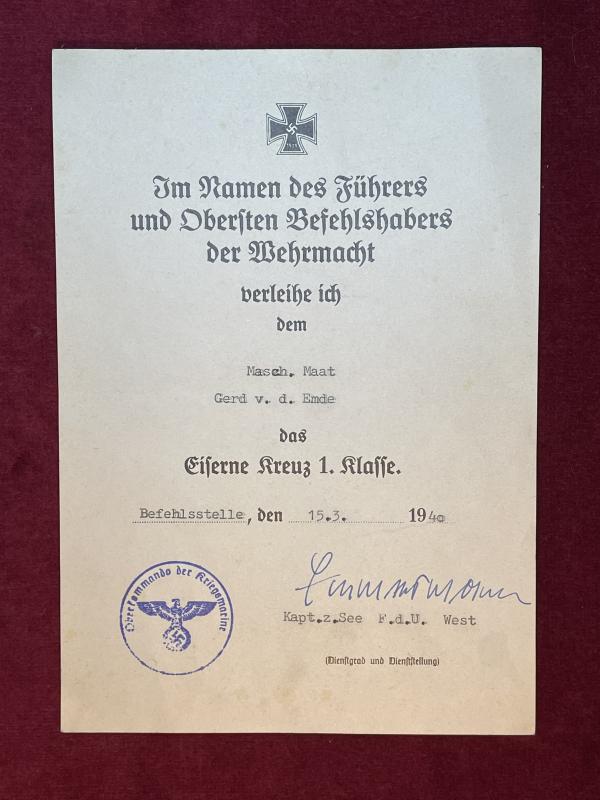 Im Namen des Führers
und Obersten Befehlshabers
der Wehrmacht
verleihe ich
dem
Masch. Maat
Gerd v. d. Emde
das
Eiserne Kreuz 1. Klasse.
Befehlsstelle, den 15.3. 1940
Oberkommando der Kriegsmarine
Kapt.z.See F.d.U. West
(Dienstgrad und Dienststellung)